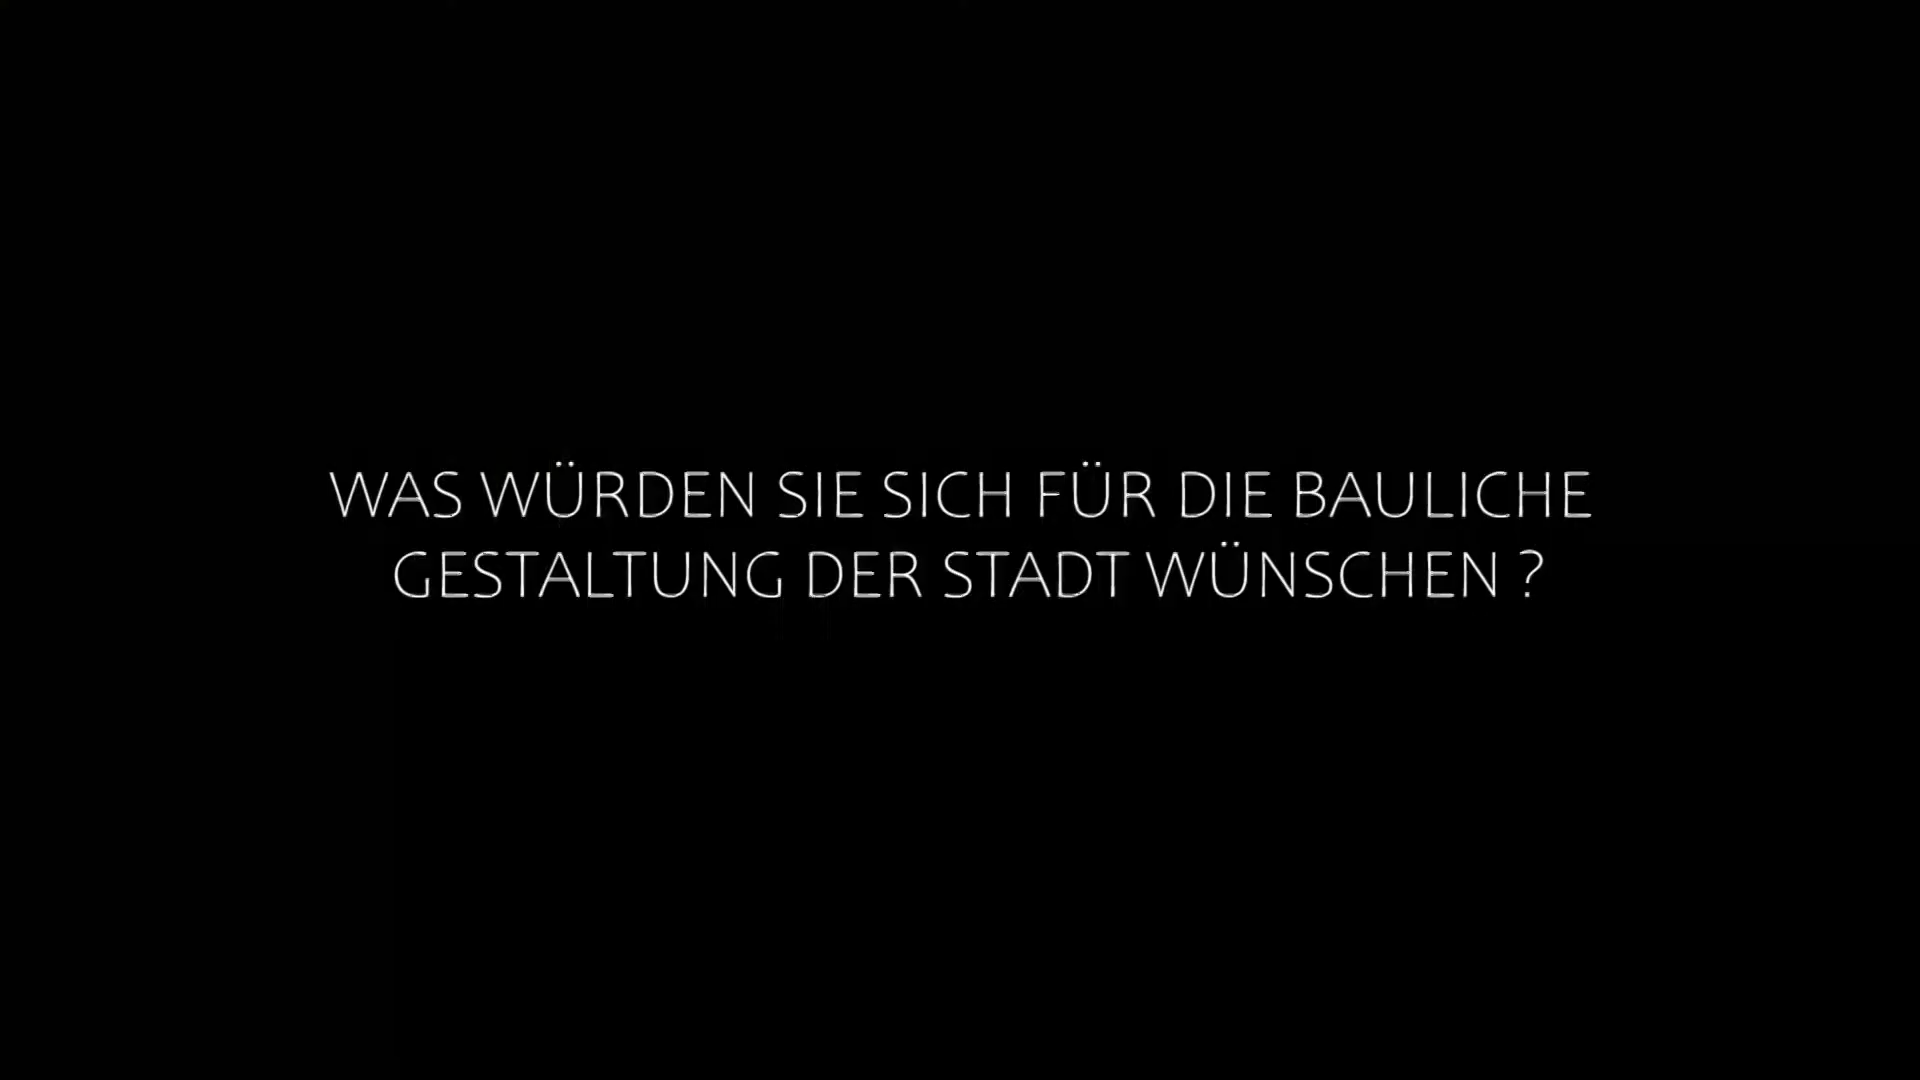 WAS WÜRDEN SIE SICH FÜR DIE BAULICHE
GESTALTUNG DER STADT WÜNSCHEN ?